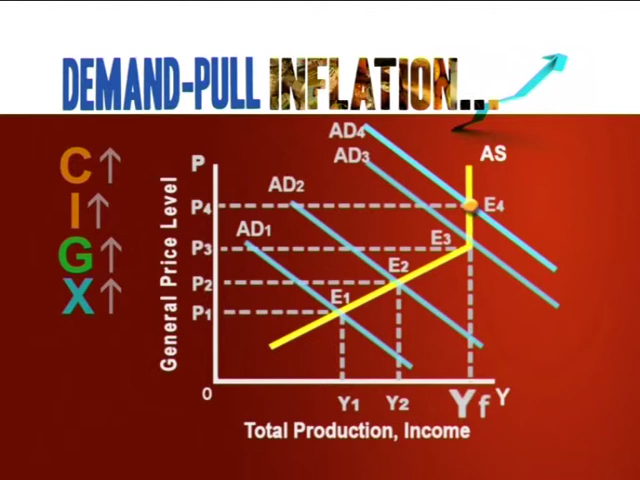 DEMAND-PULL INFLATION...
C↑
I↑
G↑
X↑
General Price Level
P
P4
P3
P2
P1
0
AD4
AD3
AD2
AD1
AS
E4
E3
E2
E1
Y1 Y2 Yf Y
Total Production, Income